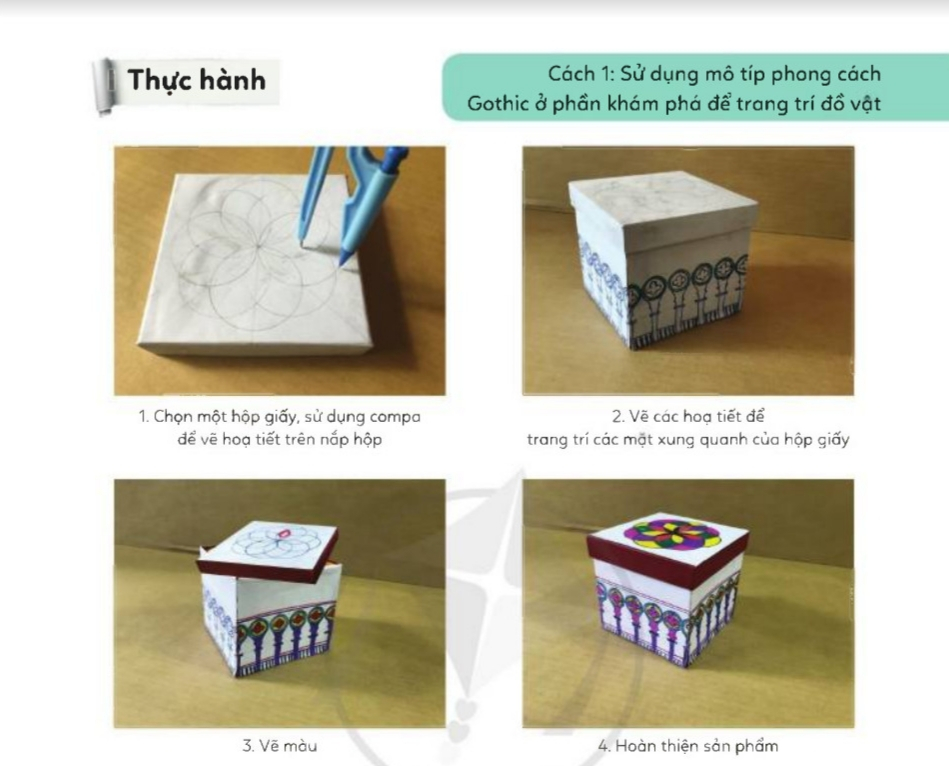 Thực hành
Cách 1: Sử dụng mô típ phong cách
Gothic ở phần khám phá để trang trí đồ vật
1. Chọn một hộp giấy, sử dụng compa
để vẽ hoạ tiết trên nắp hộp
2. Vẽ các hoạ tiết để
trang trí các mặt xung quanh của hộp giấy
3. Vẽ màu
4. Hoàn thiện sản phẩm